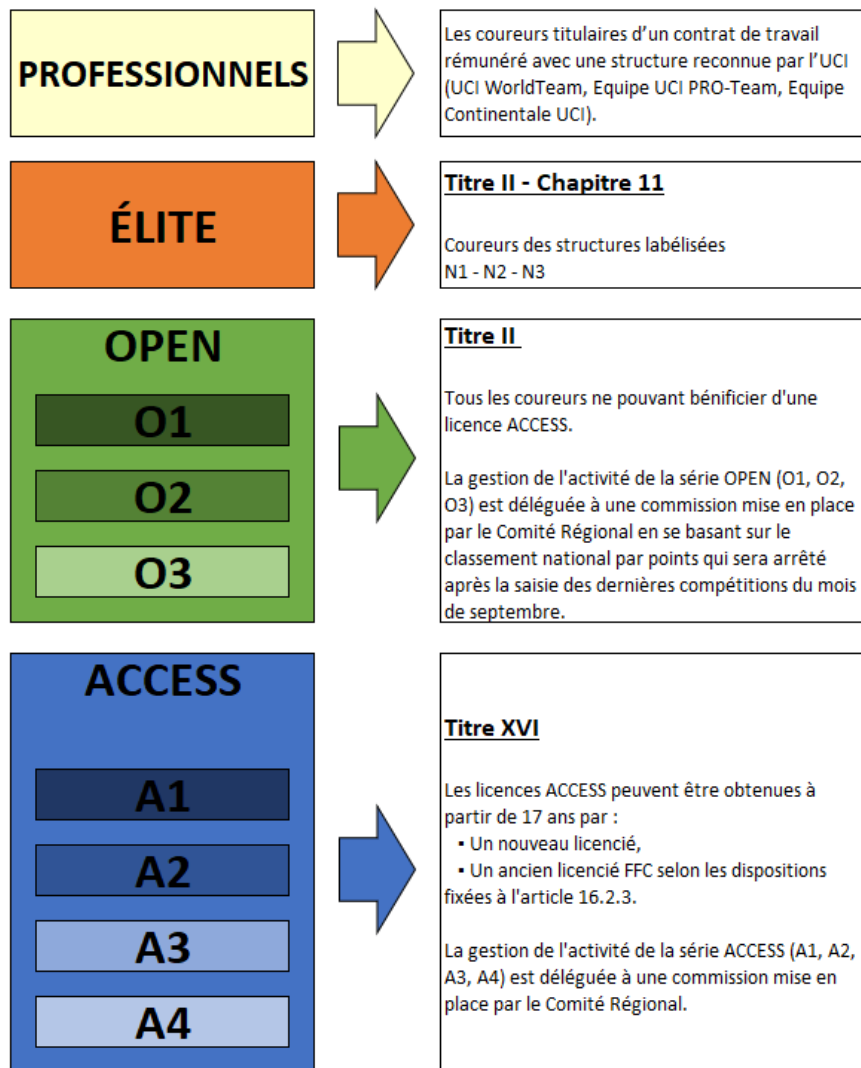 PROFESSIONNELS
Les coureurs titulaires d’un contrat de travail
rémunéré avec une structure reconnue par l’UCI
(UCI WorldTeam, Equipe UCI PRO-Team, Equipe
Continentale UCI).
ÉLITE
Titre II - Chapitre 11
Coureurs des structures labélisées
N1 - N2 - N3
OPEN
O1
O2
O3
Titre II
Tous les coureurs ne pouvant bénificier d'une
licence ACCESS.
La gestion de l'activité de la série OPEN (O1, O2,
O3) est déléguée à une commission mise en place
par le Comité Régional en se basant sur le
classement national par points qui sera arrêté
après la saisie des dernières compétitions du mois
de septembre.
ACCESS
A1
A2
A3
A4
Titre XVI
Les licences ACCESS peuvent être obtenues à
partir de 17 ans par :
▪ Un nouveau licencié,
▪ Un ancien licencié FFC selon les dispositions
fixées à l'article 16.2.3.
La gestion de l'activité de la série ACCESS (A1, A2,
A3, A4) est déléguée à une commission mise en
place par le Comité Régional.